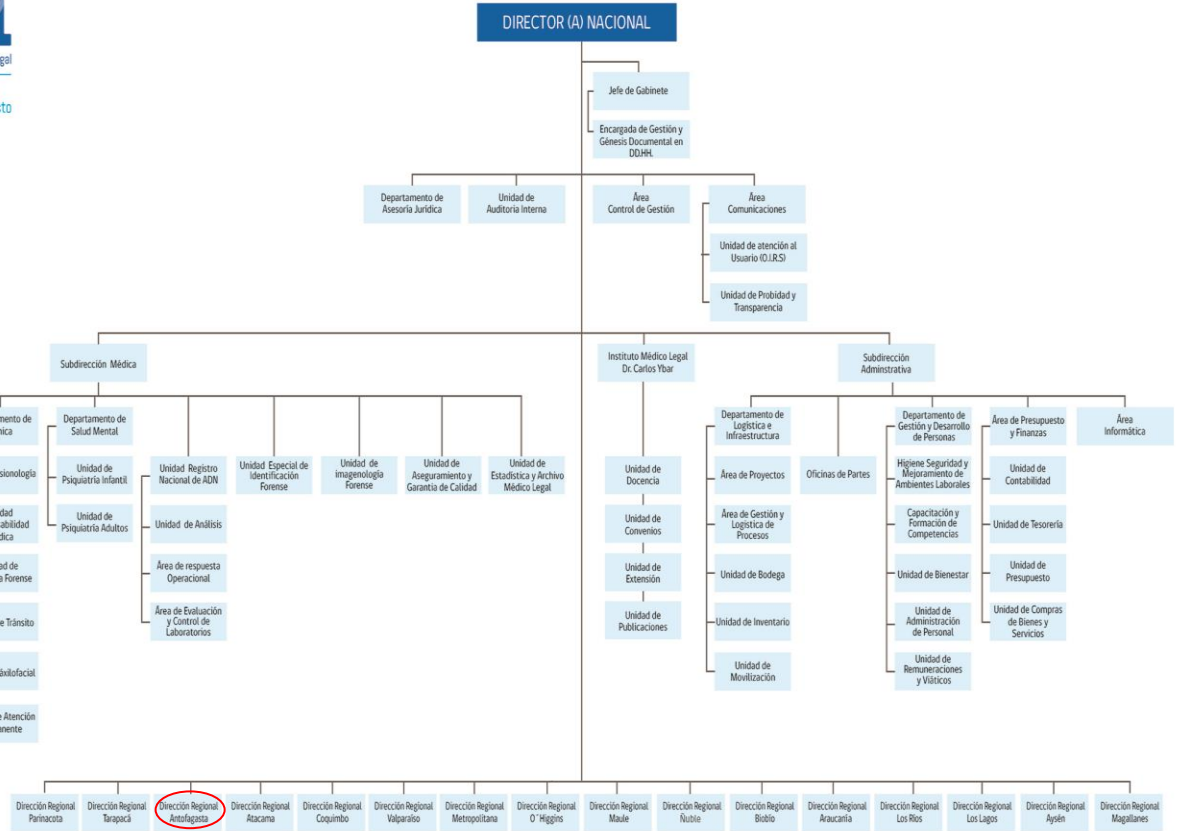 DIRECTOR (A) NACIONAL
Jefe de Gabinete
Encargada de Gestión y
Génesis Documental en
DD.HH.
Departamento de
Asesoría Jurídica
Unidad de
Auditoria Interna
Área
Control de Gestión
Área
Comunicaciones
Unidad de atención al
Usuario (O.I.R.S)
Unidad de Probidad y
Transparencia
Subdirección Médica
Instituto Médico Legal
Dr. Carlos Ybar
Subdirección
Adminstrativa
de
Departamento de
Salud Mental
Unidad de
Psiquiatría Infantil
Unidad de
Psiquiatría Adultos
Unidad Registro
Nacional de ADN
Unidad de Análisis
Área de respuesta
Operacional
Área de Evaluación
y Control de
Laboratorios
Unidad Especial de
Identificación
Forense
Unidad de
imagenología
Forense
Unidad de
Aseguramiento y
Garantía de Calidad
Unidad de
Estadística y Archivo
Médico Legal
de
Forense
de Tránsito
de Atención
Unidad de
Docencia
Unidad de
Convenios
Unidad de
Extensión
Unidad de
Publicaciones
Departamento de
Logística e
Infraestructura
Área de Proyectos
Área de Gestión y
Logística de
Procesos
Unidad de Bodega
Unidad de Inventario
Unidad de
Movilización
Oficinas de Partes
Departamento de
Gestión y Desarrollo
de Personas
Higiene Seguridad y
Mejoramiento de
Ambientes Laborales
Capacitación y
Formación de
Competencias
Unidad de Bienestar
Unidad de
Administración
de Personal
Unidad de
Remuneraciones
y Viáticos
Área de Presupuesto
y Finanzas
Unidad de
Contabilidad
Unidad de Tesorería
Unidad de
Presupuesto
Unidad de Compras
de Bienes y
Servicios
Área
Informática
Dirección Regional
Parinacota
Dirección Regional
Tarapacá
Dirección Regional
Antofagasta
Dirección Regional
Atacama
Dirección Regional
Coquimbo
Dirección Regional
Valparaíso
Dirección Regional
Metropolitana
Dirección Regional
O´Higgins
Dirección Regional
Maule
Dirección Regional
Ñuble
Dirección Regional
Biobío
Dirección Regional
Araucanía
Dirección Regional
Los Ríos
Dirección Regional
Los Lagos
Dirección Regional
Aysén
Dirección Regional
Magallanes